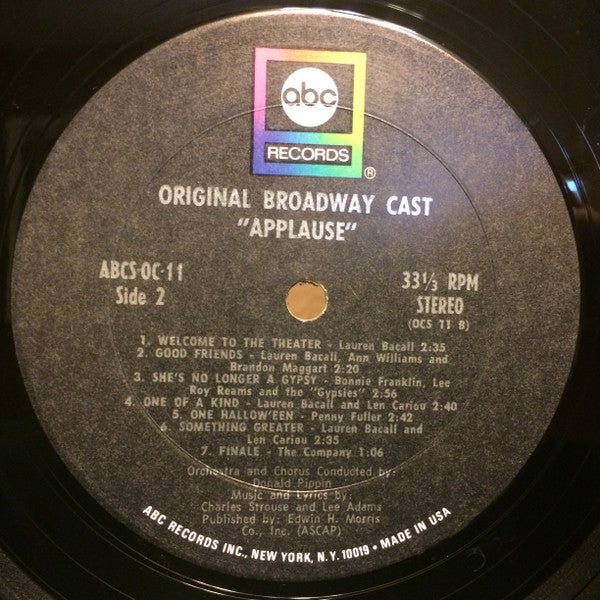 abc
RECORDS
®
ORIGINAL BROADWAY CAST
"APPLAUSE"
ABCS-OC-11
Side 2
33⅓ RPM
STEREO
(OCS 11 B)
1. WELCOME TO THE THEATER - Lauren Bacall 2:35
2. GOOD FRIENDS - Lauren Bacall, Ann Williams and
Brandon Maggart 2:20
3. SHE'S NO LONGER A GYPSY - Bonnie Franklin, Lee
Roy Reams and the "Gypsies" 2:56
4. ONE OF A KIND - Lauren Bacall and Len Cariou 2:40
5. ONE HALLOW'EEN - Penny Fuller 2:42
6. SOMETHING GREATER - Lauren Bacall and
Len Cariou 2:35
7. FINALE - The Company 1:06
Orchestra and Chorus Conducted by:
Donald Pippin
Music and Lyrics by:
Charles Strouse and Lee Adams
Published by: Edwin H. Morris
Co., Inc. (ASCAP)
ABC RECORDS INC., NEW YORK, N.Y. 10019 • MADE IN USA